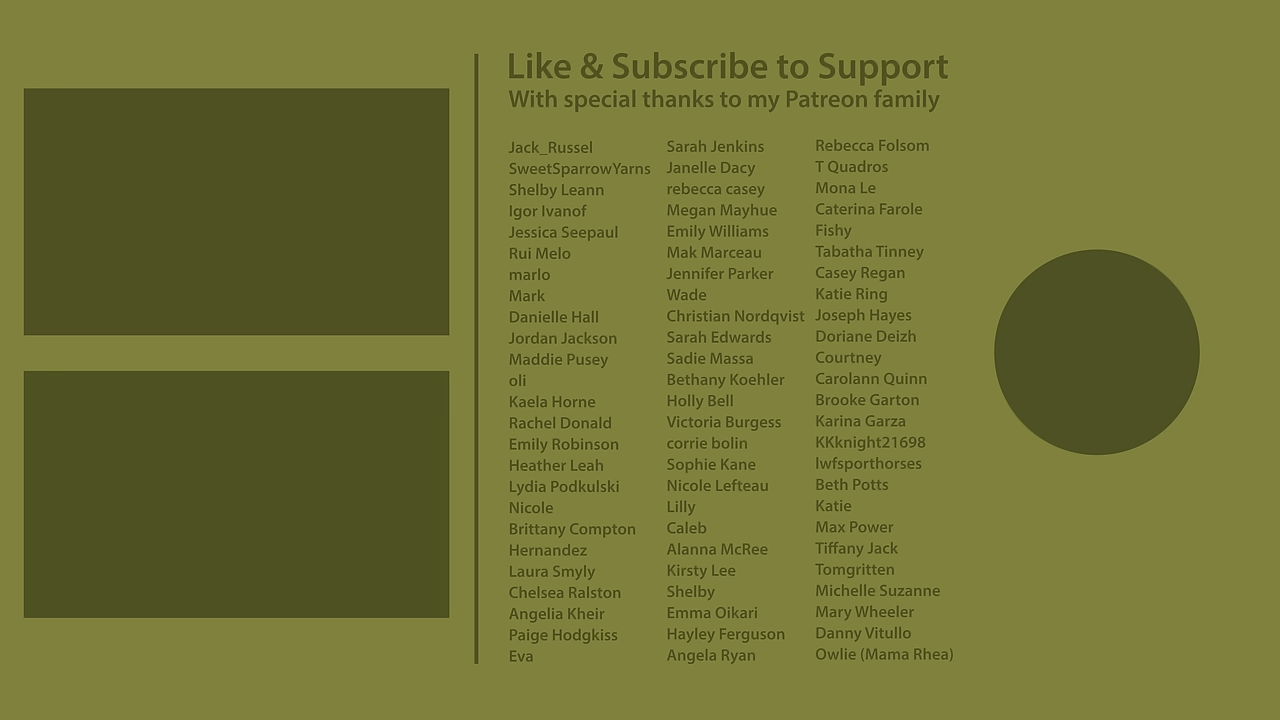 Like & Subscribe to Support
With special thanks to my Patreon family
Jack_Russel
SweetSparrowYarns
Shelby Leann
Igor Ivanof
Jessica Seepaul
Rui Melo
marlo
Mark
Danielle Hall
Jordan Jackson
Maddie Pusey
oli
Kaela Horne
Rachel Donald
Emily Robinson
Heather Leah
Lydia Podkulski
Nicole
Brittany Compton
Hernandez
Laura Smyly
Chelsea Ralston
Angelia Kheir
Paige Hodgkiss
Eva
Sarah Jenkins
Janelle Dacy
rebecca casey
Megan Mayhue
Emily Williams
Mak Marceau
Jennifer Parker
Wade
Christian Nordqvist
Sarah Edwards
Sadie Massa
Bethany Koehler
Holly Bell
Victoria Burgess
corrie bolin
Sophie Kane
Nicole Lefteau
Lilly
Caleb
Alanna McRee
Kirsty Lee
Shelby
Emma Oikari
Hayley Ferguson
Angela Ryan
Rebecca Folsom
T Quadros
Mona Le
Caterina Farole
Fishy
Tabatha Tinney
Casey Regan
Katie Ring
Joseph Hayes
Doriane Deizh
Courtney
Carolann Quinn
Brooke Garton
Karina Garza
KKknight21698
lwfsporthorses
Beth Potts
Katie
Max Power
Tiffany Jack
Tomgritten
Michelle Suzanne
Mary Wheeler
Danny Vitullo
Owlie (Mama Rhea)